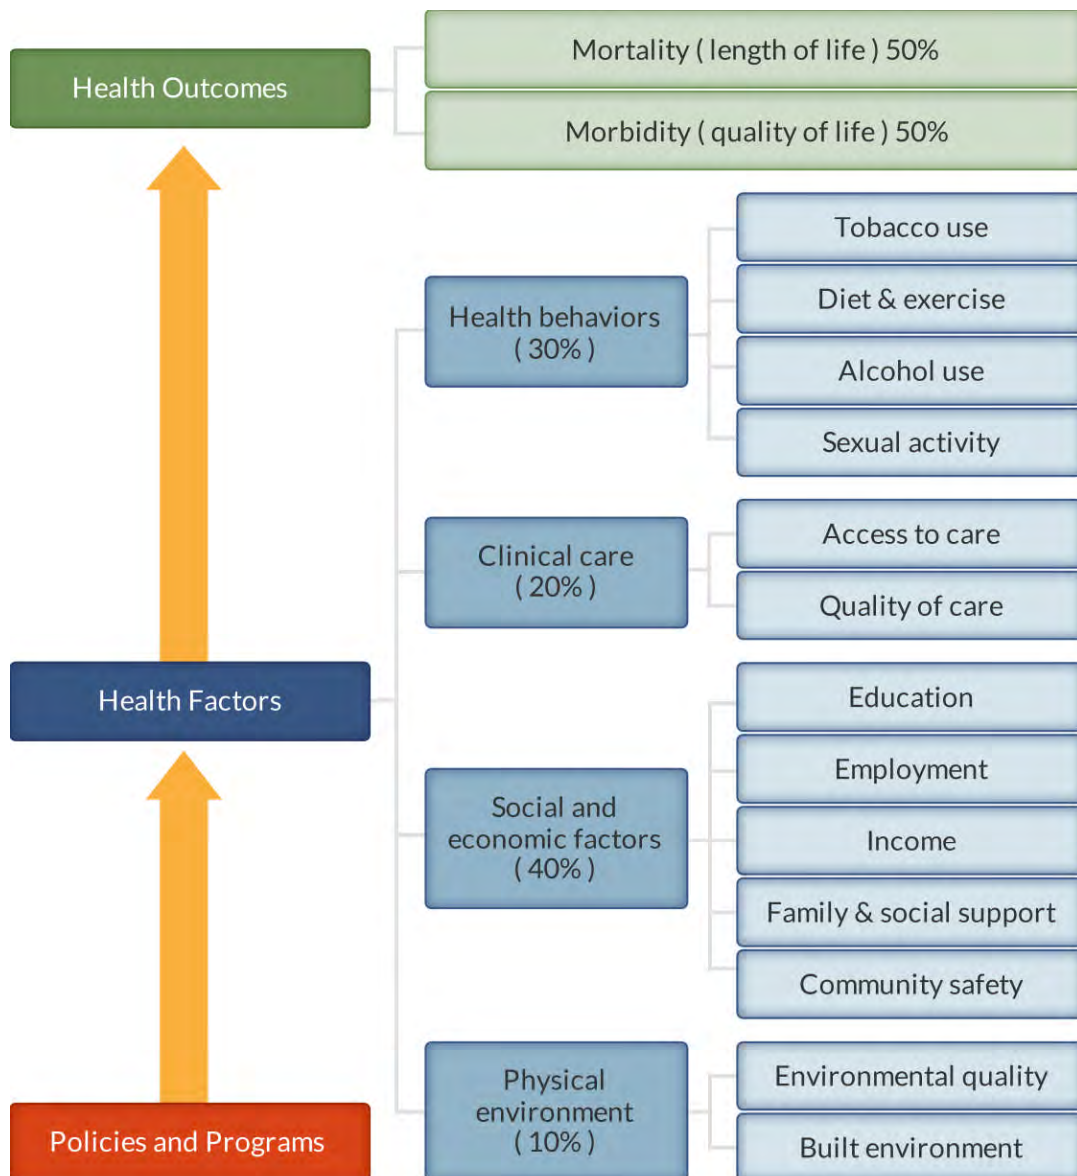 Health Outcomes
Mortality ( length of life ) 50%
Morbidity ( quality of life ) 50%
Health Factors
Health behaviors
( 30% )
Tobacco use
Diet & exercise
Alcohol use
Sexual activity
Clinical care
( 20% )
Access to care
Quality of care
Social and
economic factors
( 40% )
Education
Employment
Income
Family & social support
Community safety
Physical
environment
( 10% )
Environmental quality
Built environment
Policies and Programs